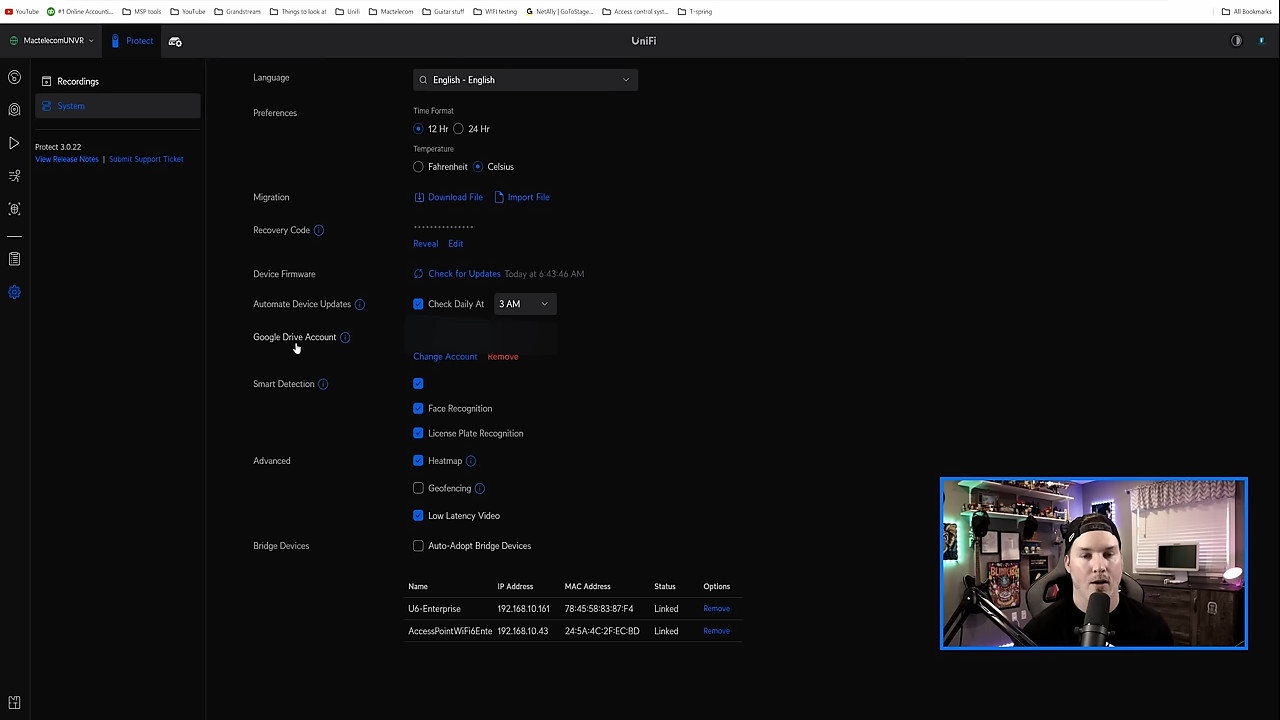 YouTube #1 Online Accounti... MSP tools YouTube Grandstream Things to look at Unifi Mactelecom Guitar stuff WIFI testing NetAlly | GoToStage... Access control syst... T-spring All Bookmarks
MactelecomUNVR Protect UniFi
Recordings
System
Protect 3.0.22
View Release Notes | Submit Support Ticket
Language English - English
Preferences Time Format
12 Hr 24 Hr
Temperature
Fahrenheit Celsius
Migration Download File Import File
Recovery Code ...............
Reveal Edit
Device Firmware Check for Updates Today at 6:43:46 AM
Automate Device Updates Check Daily At 3 AM
Google Drive Account
Change Account Remove
Smart Detection
Face Recognition
License Plate Recognition
Advanced Heatmap
Geofencing
Low Latency Video
Bridge Devices Auto-Adopt Bridge Devices
Name IP Address MAC Address Status Options
U6-Enterprise 192.168.10.161 78:45:58:83:87:F4 Linked Remove
AccessPointWiFi6Ente 192.168.10.43 24:5A:4C:2F:EC:BD Linked Remove